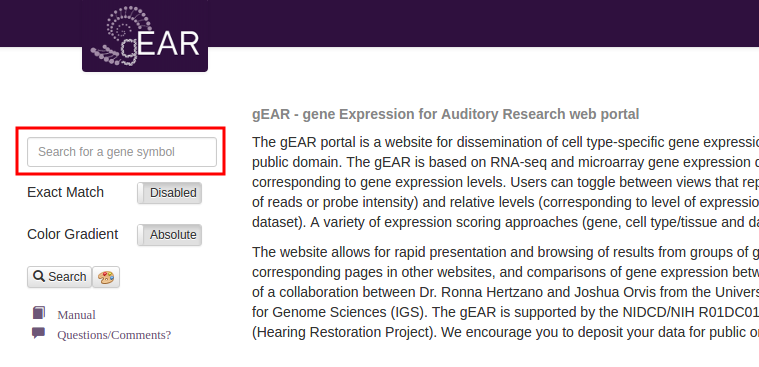 gEAR
gEAR - gene Expression for Auditory Research web portal
Search for a gene symbol
Exact Match Disabled
Color Gradient Absolute
Search
Manual
Questions/Comments?
The gEAR portal is a website for dissemination of cell type-specific gene
public domain. The gEAR is based on RNA-seq and microarray gene expression
corresponding to gene expression levels. Users can toggle between views that
of reads or probe intensity) and relative levels (corresponding to level of
dataset). A variety of expression scoring approaches (gene, cell type/tissue and
The website allows for rapid presentation and browsing of results from groups of
corresponding pages in other websites, and comparisons of gene expression
of a collaboration between Dr. Ronna Hertzano and Joshua Orvis from the
for Genome Sciences (IGS). The gEAR is supported by the NIDCD/NIH
(Hearing Restoration Project). We encourage you to deposit your data for public